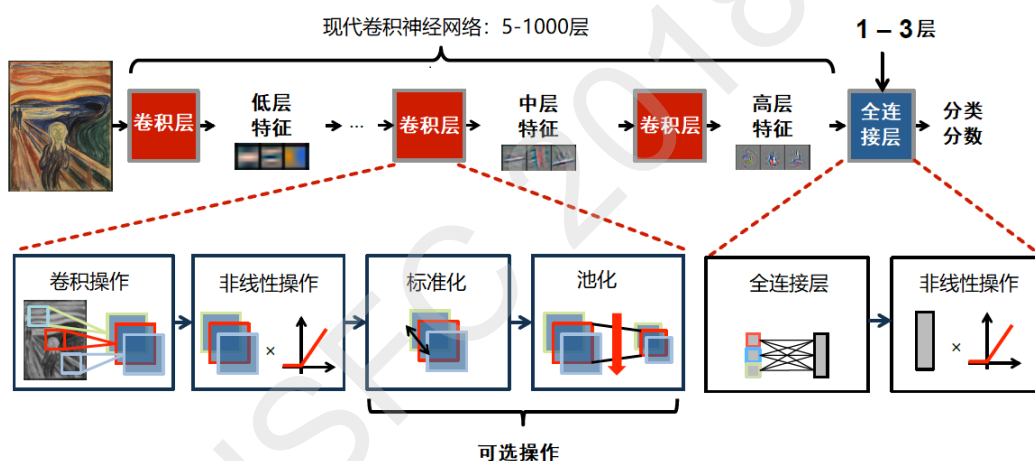 现代卷积神经网络：5-1000层
1 – 3 层
卷积层
低层
特征
...
卷积层
中层
特征
卷积层
高层
特征
全连
接层
分类
分数
卷积操作
非线性操作
×
标准化
池化
全连接层
非线性操作
×
可选操作
NSFC 2018